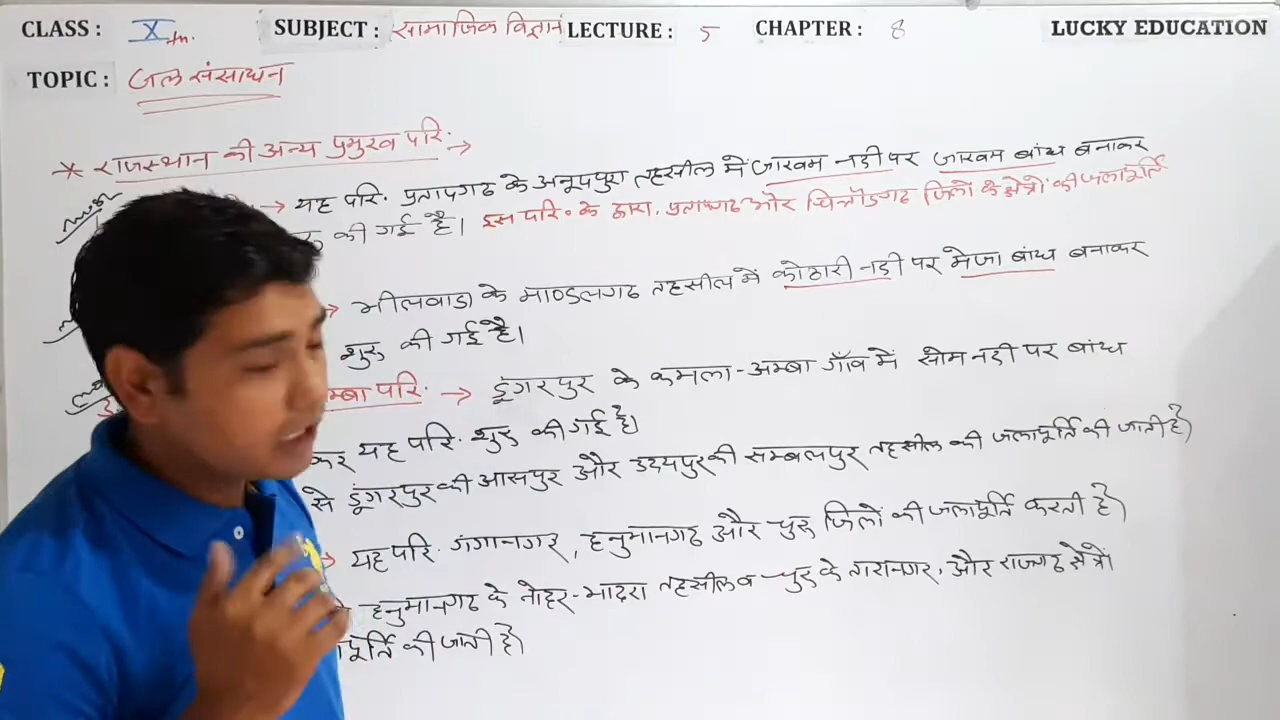 CLASS : X th. SUBJECT : सामाजिक विज्ञान LECTURE : 5 CHAPTER : 8 LUCKY EDUCATION
TOPIC : जल संसाधन
* राजस्थान की अन्य प्रमुख परि. →
→ यह परि. प्रतापगढ के अनूपपुरा तहसील में जाखम नदी पर जाखम बांध बनाकर
की गई है। इस परि. के द्वारा, प्रतापगढ और चित्तौडगढ जिलों के क्षेत्रों की जलापूर्ति
→ भीलवाडा के माण्डलगढ तहसील में कोठारी नदी पर मेजा बांध बनाकर
शुरू की गई है।
म्बा परि. → डूंगरपुर के कमला-अम्बा गाँव में सोम नदी पर बांध
कर यह परि. शुरू की गई है।
से डूंगरपुर की आसपुर और उदयपुर की सम्बलपुर तहसील की जलापूर्ति की जाती है)
→ यह परि. गंगानगर, हनुमानगढ और चुरू जिलों की जलापूर्ति करती है)
हनुमानगढ के नोहर-भादरा तहसील व चुरू के तारानगर, और राजगढ क्षेत्रों
पूर्ति की जाती है)